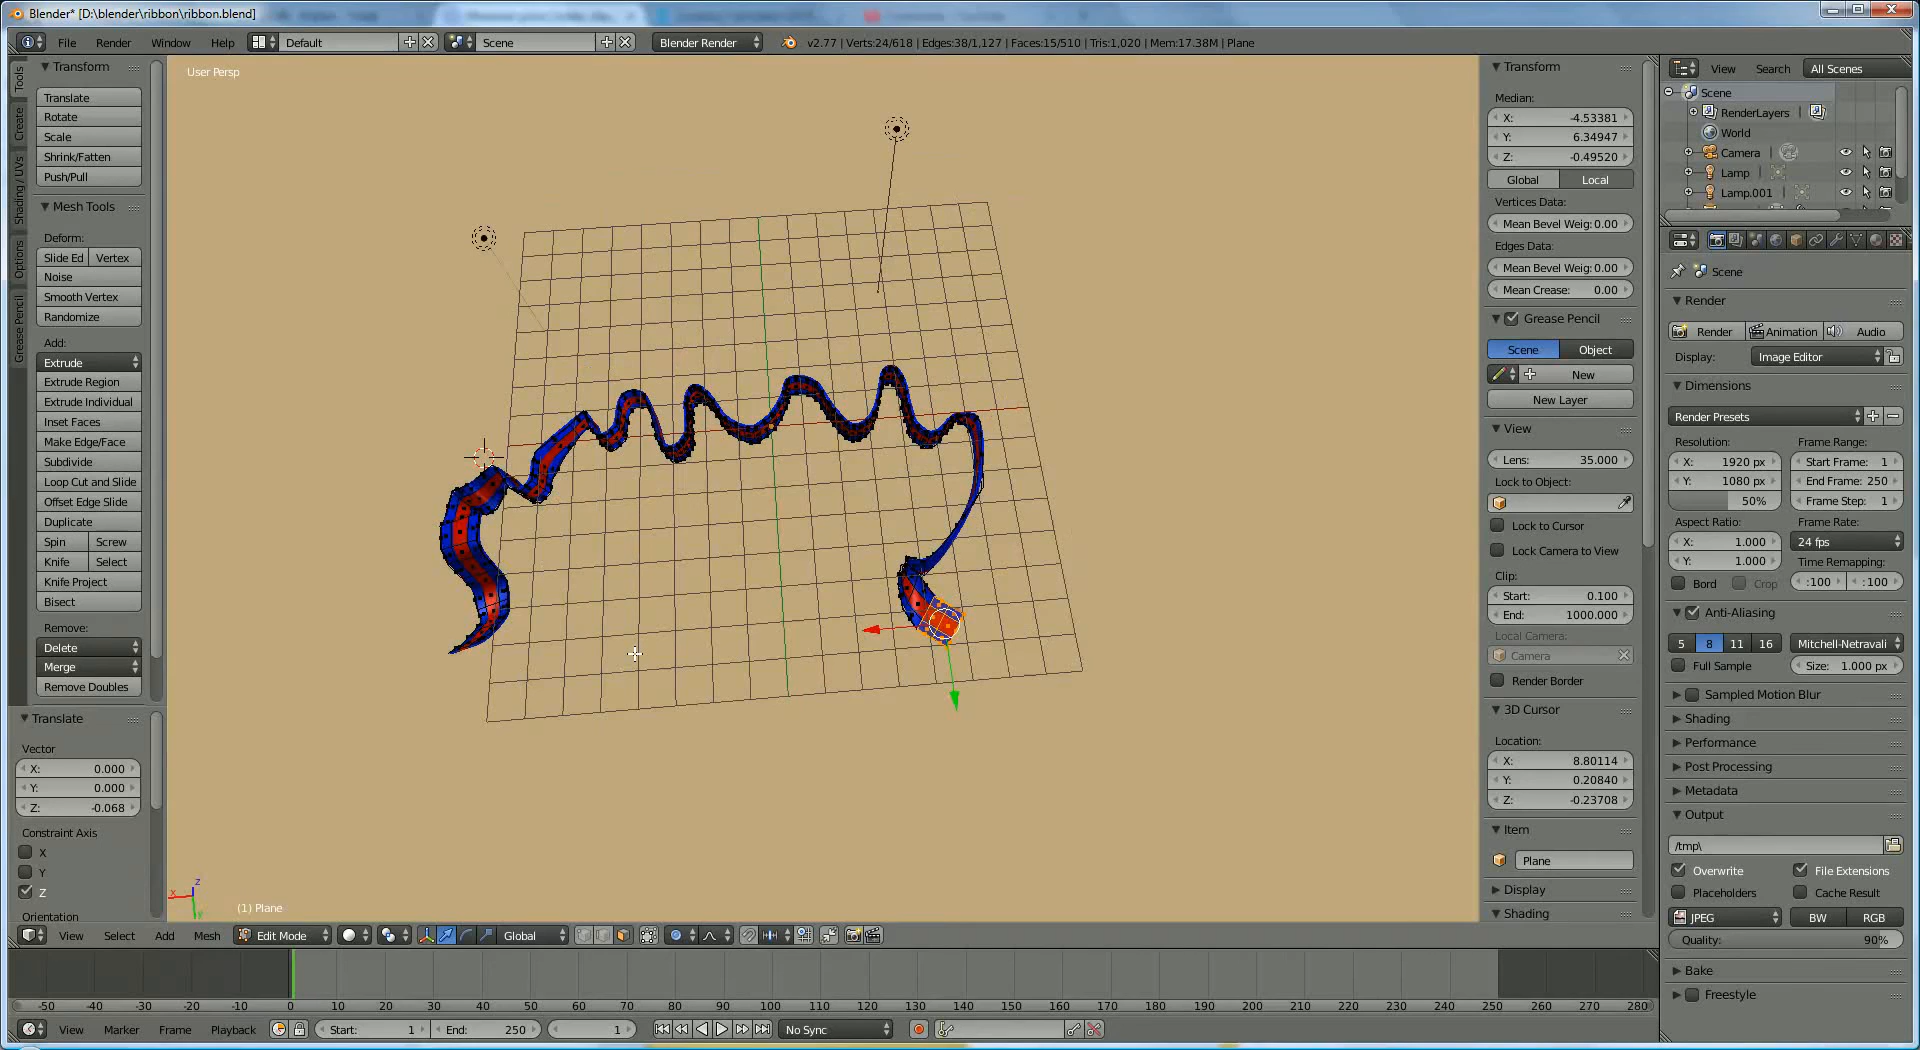 Blender* [D:\blender\ribbon\ribbon.blend]
File Render Window Help Default Scene Blender Render v2.77 | Verts:24/618 | Edges:38/1,127 | Faces:15/510 | Tris:1,020 | Mem:17.38M | Plane
Tools
Create
Shading / UVs
Options
Grease Pencil
Transform
Translate
Rotate
Scale
Shrink/Fatten
Push/Pull
Mesh Tools
Deform:
Slide Ed Vertex
Noise
Smooth Vertex
Randomize
Add:
Extrude
Extrude Region
Extrude Individual
Inset Faces
Make Edge/Face
Subdivide
Loop Cut and Slide
Offset Edge Slide
Duplicate
Spin Screw
Knife Select
Knife Project
Bisect
Remove:
Delete
Merge
Remove Doubles
Translate
Vector
X: 0.000
Y: 0.000
Z: -0.068
Constraint Axis
X
Y
Z
Orientation
User Persp
z
x
y
(1) Plane
Transform
Median:
X: -4.53381
Y: 6.34947
Z: -0.49520
Global Local
Vertices Data:
Mean Bevel Weig: 0.00
Edges Data:
Mean Bevel Weig: 0.00
Mean Crease: 0.00
Grease Pencil
Scene Object
New
New Layer
View
Lens: 35.000
Lock to Object:
Lock to Cursor
Lock Camera to View
Clip:
Start: 0.100
End: 1000.000
Local Camera:
Camera
Render Border
3D Cursor
Location:
X: 8.80114
Y: 0.20840
Z: -0.23708
Item
Plane
Display
Shading
View Search All Scenes
Scene
RenderLayers
World
Camera
Lamp
Lamp.001
Scene
Render
Render Animation Audio
Display: Image Editor
Dimensions
Render Presets
Resolution: Frame Range:
X: 1920 px Start Frame: 1
Y: 1080 px End Frame: 250
50% Frame Step: 1
Aspect Ratio: Frame Rate:
X: 1.000 24 fps
Y: 1.000 Time Remapping:
Bord Crop :100 :100
Anti-Aliasing
5 8 11 16 Mitchell-Netravali
Full Sample Size: 1.000 px
Sampled Motion Blur
Shading
Performance
Post Processing
Metadata
Output
/tmp\
Overwrite File Extensions
Placeholders Cache Result
JPEG BW RGB
Quality: 90%
Bake
Freestyle
View Select Add Mesh Edit Mode Global
-50 -40 -30 -20 -10 0 10 20 30 40 50 60 70 80 90 100 110 120 130 140 150 160 170 180 190 200 210 220 230 240 250 260 270 280
View Marker Frame Playback Start: 1 End: 250 1 No Sync